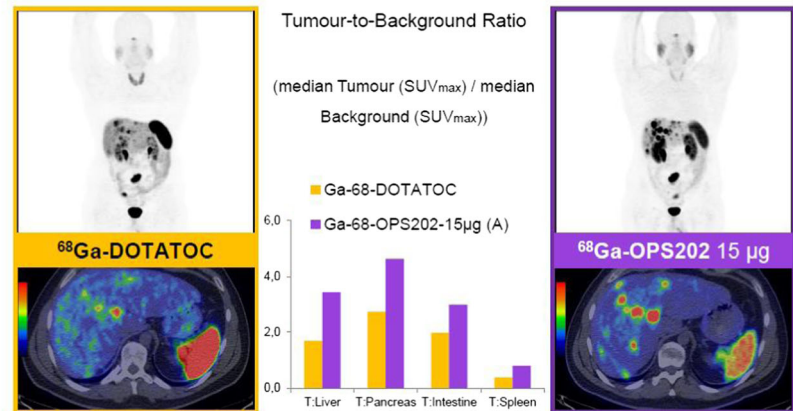 Tumour-to-Background Ratio
(median Tumour (SUVmax) / median
Background (SUVmax))
Ga-68-DOTATOC
Ga-68-OPS202-15µg (A)
6,0
4,0
2,0
0,0
T:Liver T:Pancreas T:Intestine T:Spleen
⁶⁸Ga-DOTATOC
⁶⁸Ga-OPS202 15 µg